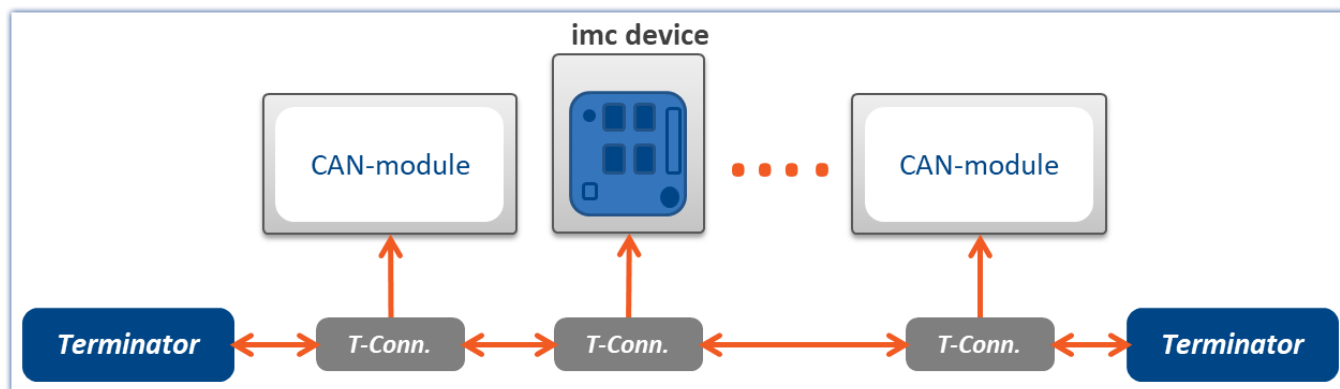 imc device
CAN-module
CAN-module
Terminator
T-Conn.
T-Conn.
T-Conn.
Terminator